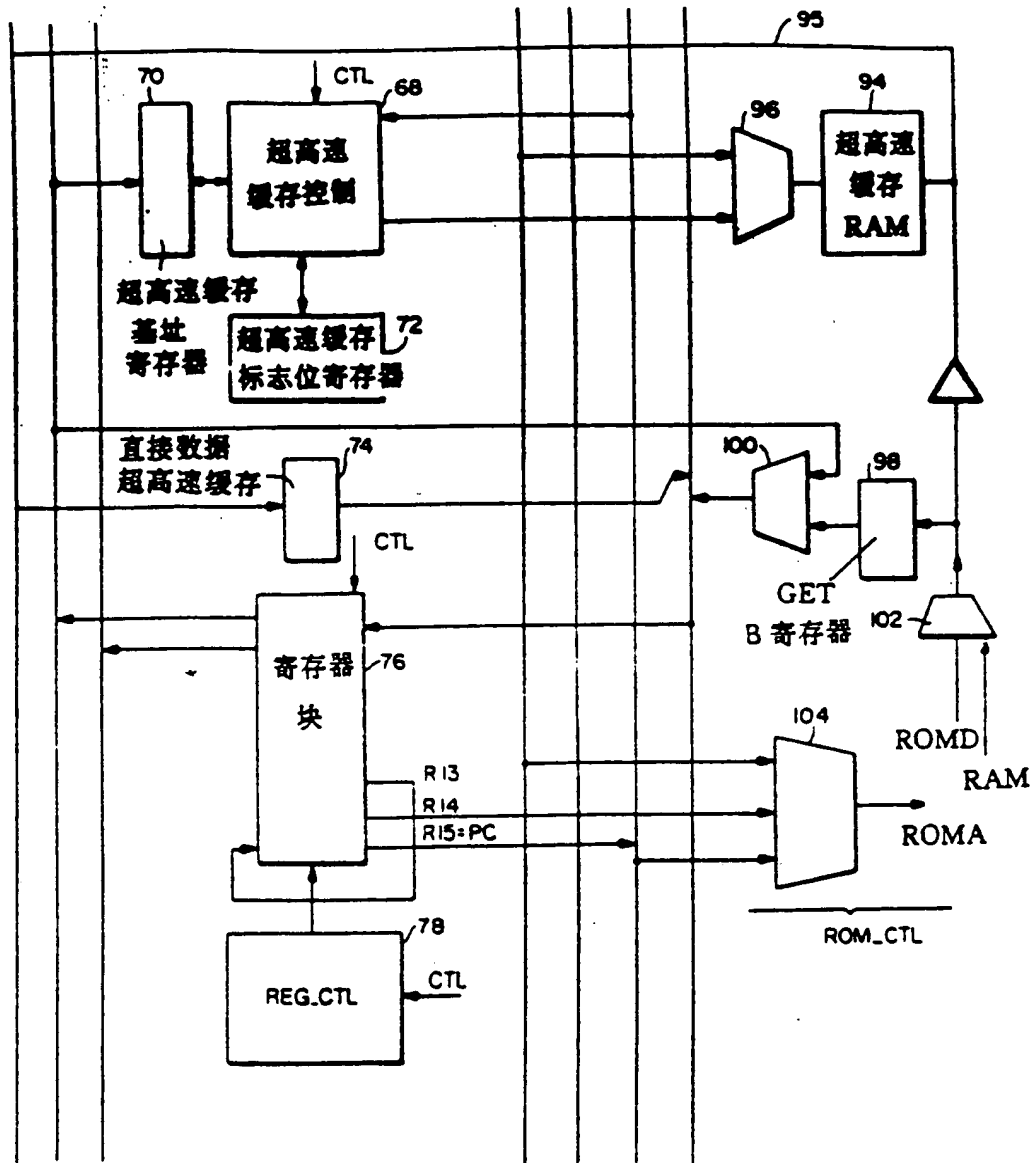 95
70
CTL
68
超高速
缓存控制
96
94
超高速
缓存
RAM
超高速缓存
基址
寄存器
72
超高速缓存
标志位寄存器
直接数据
超高速缓存
74
100
98
CTL
GET
B 寄存器
102
寄存器
块
76
104
ROMD
RAM
R13
R14
R15=PC
ROMA
ROM_CTL
78
REG_CTL
CTL